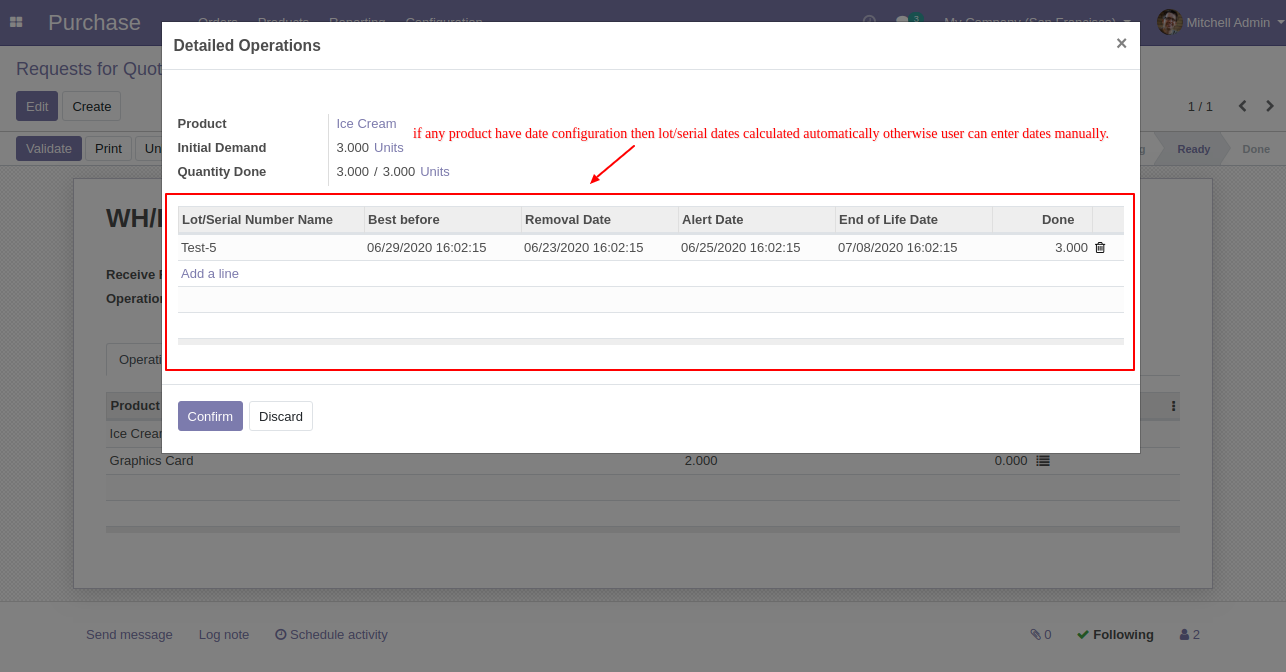 Purchase
Orders Products Reporting Configuration
3
My Company (San Francisco)
Mitchell Admin
Detailed Operations ×
Requests for Quot
Edit Create
1 / 1
Validate Print Un
Ready Done
Product Ice Cream
if any product have date configuration then lot/serial dates calculated automatically otherwise user can enter dates manually.
Initial Demand 3.000 Units
Quantity Done 3.000 / 3.000 Units
WH/I
Receive
Operation
Operati
Lot/Serial Number Name Best before Removal Date Alert Date End of Life Date Done
Test-5 06/29/2020 16:02:15 06/23/2020 16:02:15 06/25/2020 16:02:15 07/08/2020 16:02:15 3.000
Add a line
Confirm Discard
Product
Ice Crear
Graphics Card 2.000 0.000
Send message Log note Schedule activity
0 Following 2